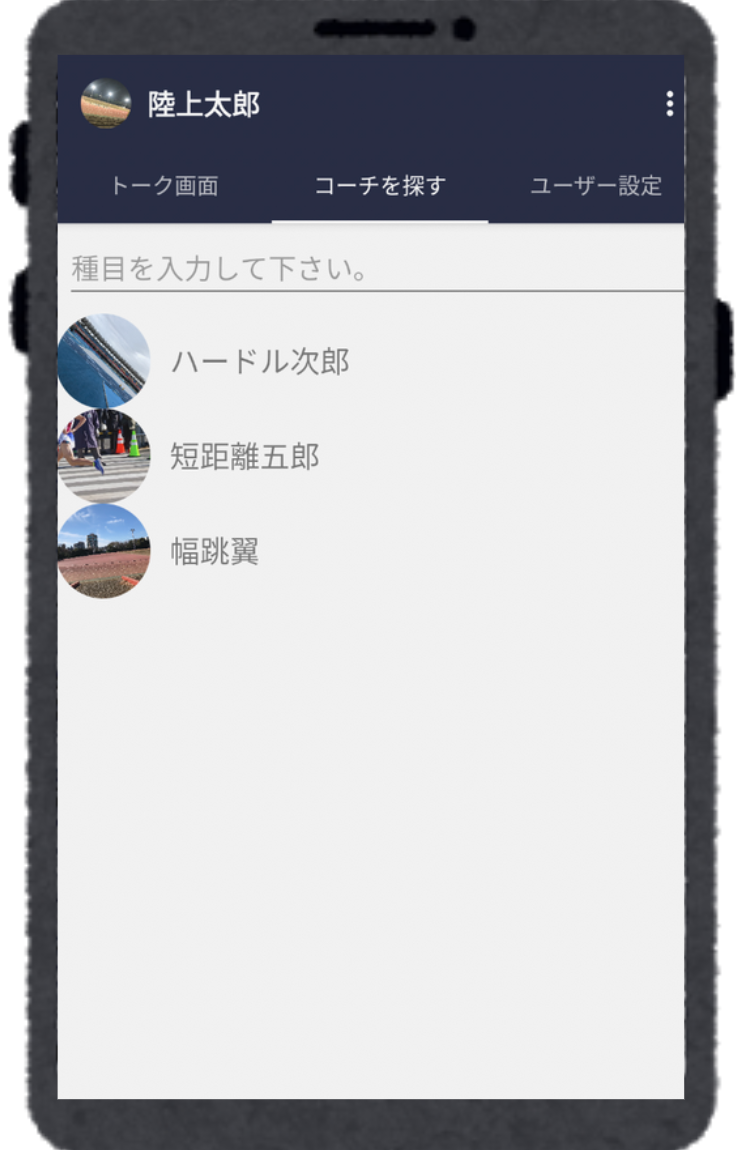 陸上太郎
トーク画面 コーチを探す ユーザー設定
種目を入力して下さい。
ハードル次郎
短距離五郎
幅跳翼